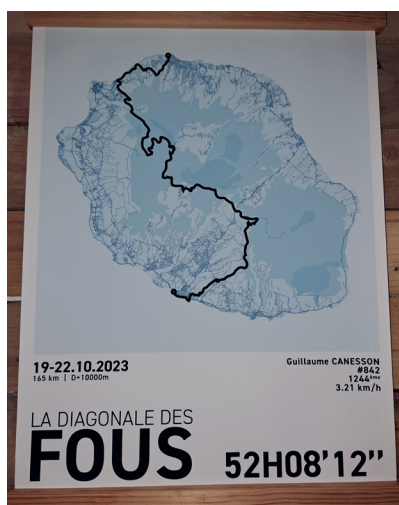 19-22.10.2023
165 km | D+10000m
Guillaume CANESSON
#842
1244ème
3.21 km/h
LA DIAGONALE DES
FOUS
52H08'12''